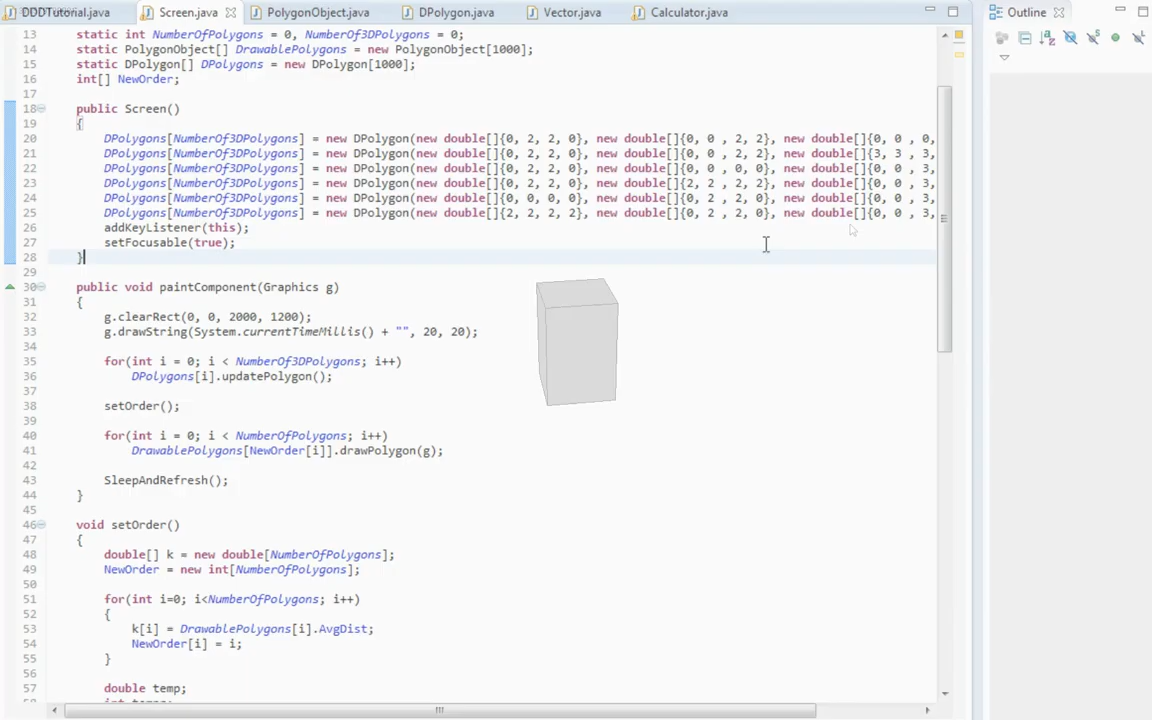 DDDTutorial.java Screen.java PolygonObject.java DPolygon.java Vector.java Calculator.java Outline
13 static int NumberOfPolygons = 0, NumberOf3DPolygons = 0;
14 static PolygonObject[] DrawablePolygons = new PolygonObject[1000];
15 static DPolygon[] DPolygons = new DPolygon[1000];
16 int[] NewOrder;
17
18 public Screen()
19 {
20 DPolygons[NumberOf3DPolygons] = new DPolygon(new double[]{0, 2, 2, 0}, new double[]{0, 0 , 2, 2}, new double[]{0, 0 , 0,
21 DPolygons[NumberOf3DPolygons] = new DPolygon(new double[]{0, 2, 2, 0}, new double[]{0, 0 , 2, 2}, new double[]{3, 3 , 3,
22 DPolygons[NumberOf3DPolygons] = new DPolygon(new double[]{0, 2, 2, 0}, new double[]{0, 0 , 0, 0}, new double[]{0, 0 , 3,
23 DPolygons[NumberOf3DPolygons] = new DPolygon(new double[]{0, 2, 2, 0}, new double[]{2, 2 , 2, 2}, new double[]{0, 0 , 3,
24 DPolygons[NumberOf3DPolygons] = new DPolygon(new double[]{0, 0, 0, 0}, new double[]{0, 2 , 2, 0}, new double[]{0, 0 , 3,
25 DPolygons[NumberOf3DPolygons] = new DPolygon(new double[]{2, 2, 2, 2}, new double[]{0, 2 , 2, 0}, new double[]{0, 0 , 3,
26 addKeyListener(this);
27 setFocusable(true);
28 }
29
30 public void paintComponent(Graphics g)
31 {
32 g.clearRect(0, 0, 2000, 1200);
33 g.drawString(System.currentTimeMillis() + "", 20, 20);
34
35 for(int i = 0; i < NumberOf3DPolygons; i++)
36 DPolygons[i].updatePolygon();
37
38 setOrder();
39
40 for(int i = 0; i < NumberOfPolygons; i++)
41 DrawablePolygons[NewOrder[i]].drawPolygon(g);
42
43 SleepAndRefresh();
44 }
45
46 void setOrder()
47 {
48 double[] k = new double[NumberOfPolygons];
49 NewOrder = new int[NumberOfPolygons];
50
51 for(int i=0; i<NumberOfPolygons; i++)
52 {
53 k[i] = DrawablePolygons[i].AvgDist;
54 NewOrder[i] = i;
55 }
56
57 double temp;